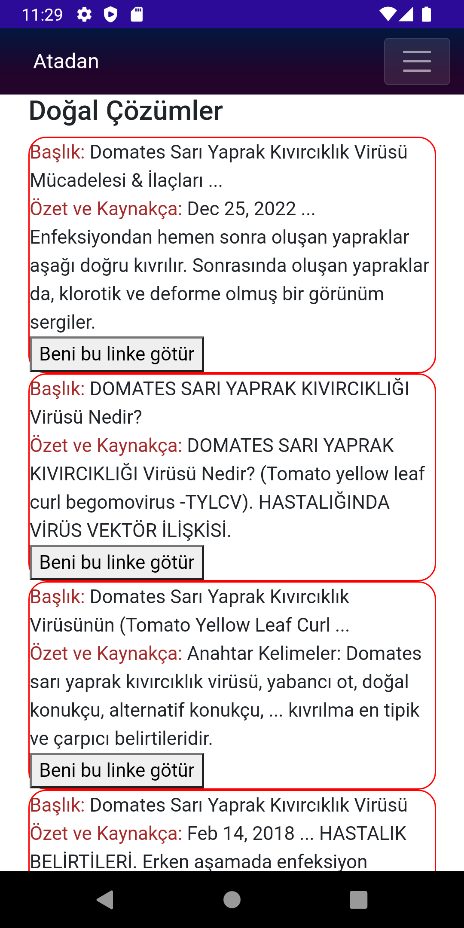 11:29
Atadan
Doğal Çözümler
Başlık: Domates Sarı Yaprak Kıvırcıklık Virüsü
Mücadelesi & İlaçları ...
Özet ve Kaynakça: Dec 25, 2022 ...
Enfeksiyondan hemen sonra oluşan yapraklar
aşağı doğru kıvrılır. Sonrasında oluşan yapraklar
da, klorotik ve deforme olmuş bir görünüm
sergiler.
Beni bu linke götür
Başlık: DOMATES SARI YAPRAK KIVIRCIKLIĞI
Virüsü Nedir?
Özet ve Kaynakça: DOMATES SARI YAPRAK
KIVIRCIKLIĞI Virüsü Nedir? (Tomato yellow leaf
curl begomovirus -TYLCV). HASTALIĞINDA
VİRÜS VEKTÖR İLİŞKİSİ.
Beni bu linke götür
Başlık: Domates Sarı Yaprak Kıvırcıklık
Virüsünün (Tomato Yellow Leaf Curl ...
Özet ve Kaynakça: Anahtar Kelimeler: Domates
sarı yaprak kıvırcıklık virüsü, yabancı ot, doğal
konukçu, alternatif konukçu, ... kıvrılma en tipik
ve çarpıcı belirtileridir.
Beni bu linke götür
Başlık: Domates Sarı Yaprak Kıvırcıklık Virüsü
Özet ve Kaynakça: Feb 14, 2018 ... HASTALIK
BELİRTİLERİ. Erken aşamada enfeksiyon